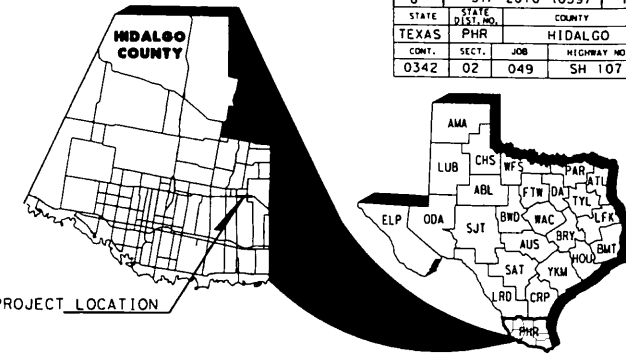 STATE STATE DIST. NO. COUNTY
TEXAS PHR HIDALGO
CONT. SECT. JOB HIGHWAY NO
0342 02 049 SH 107
HIDALGO
COUNTY
PROJECT LOCATION
AMA
LUB
CHS
WFS
PAR
ATL
ABL
FTW
DAL
TYL
ELP
ODA
SJT
BWD
WAC
LFK
BRY
AUS
HOU
BMT
SAT
YKM
LRD
CRP
PHR